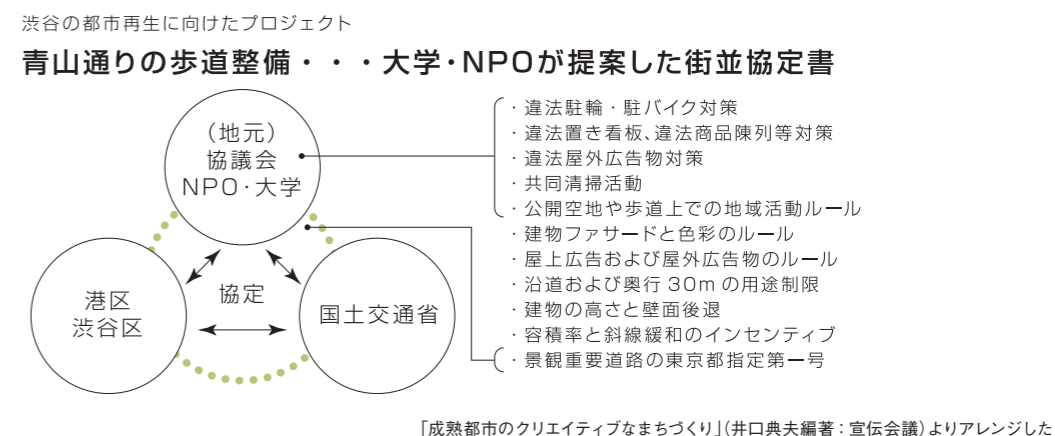 渋谷の都市再生に向けたプロジェクト
青山通りの歩道整備・・・大学・NPOが提案した街並協定書
（地元）
協議会
NPO・大学
港区
渋谷区
協定
国土交通省
・違法駐輪・駐バイク対策
・違法置き看板、違法商品陳列等対策
・違法屋外広告物対策
・共同清掃活動
・公開空地や歩道上での地域活動ルール
・建物ファサードと色彩のルール
・屋上広告および屋外広告物のルール
・沿道および奥行30mの用途制限
・建物の高さと壁面後退
・容積率と斜線緩和のインセンティブ
・景観重要道路の東京都指定第一号
「成熟都市のクリエイティブなまちづくり」（井口典夫編著：宣伝会議）よりアレンジした